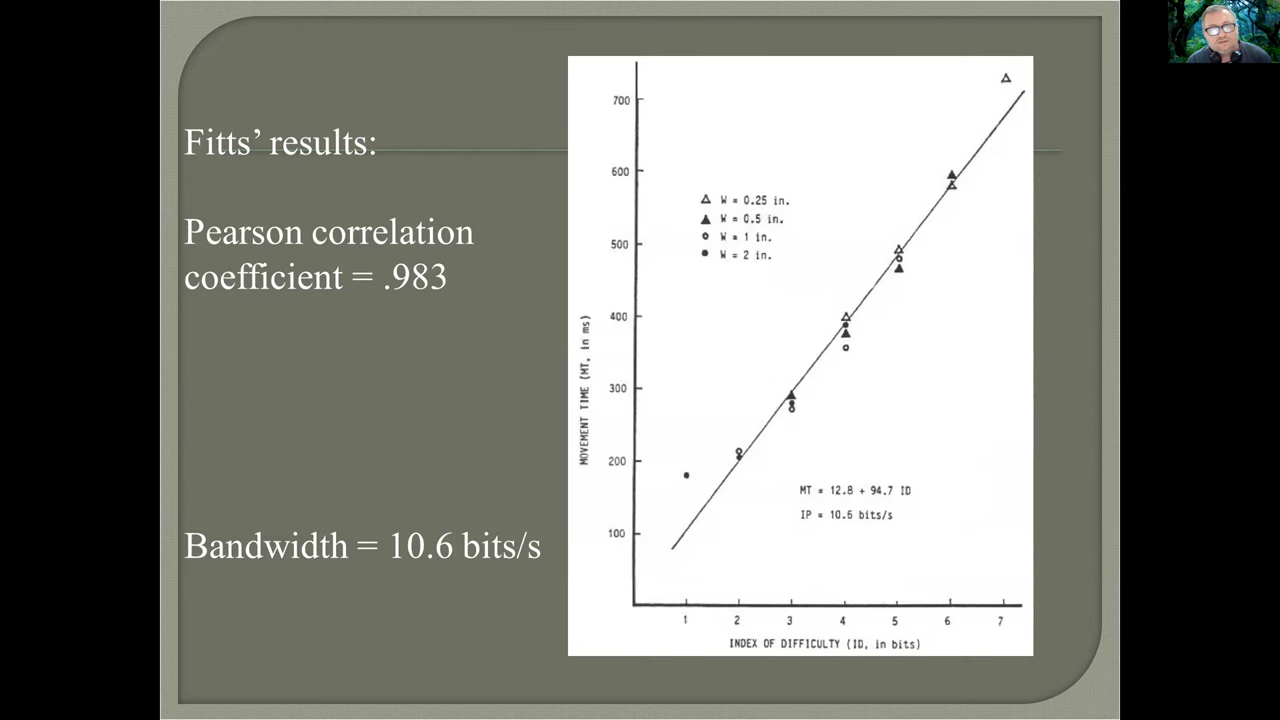 Fitts’ results:
Pearson correlation
coefficient = .983
Bandwidth = 10.6 bits/s
MOVEMENT TIME (MT, in ms)
700
600
500
400
300
200
100
W = 0.25 in.
W = 0.5 in.
W = 1 in.
W = 2 in.
MT = 12.8 + 94.7 ID
IP = 10.6 bits/s
1 2 3 4 5 6 7
INDEX OF DIFFICULTY (ID, in bits)